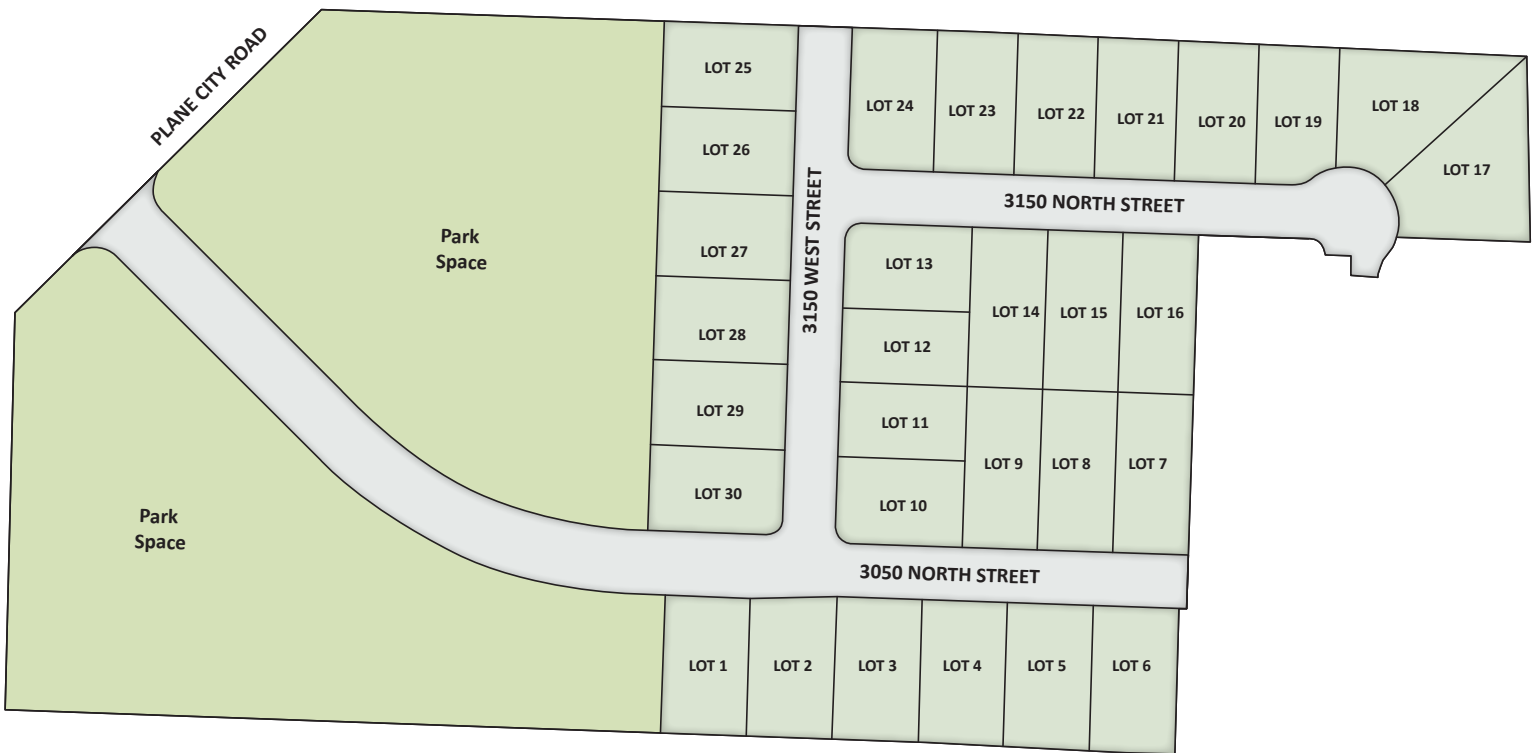 PLANE CITY ROAD
LOT 25
LOT 26
LOT 27
LOT 28
LOT 29
LOT 30
3150 WEST STREET
LOT 24
LOT 23
LOT 22
LOT 21
LOT 20
LOT 19
LOT 18
LOT 17
3150 NORTH STREET
Park
Space
LOT 13
LOT 12
LOT 11
LOT 10
LOT 14
LOT 15
LOT 16
LOT 9
LOT 8
LOT 7
Park
Space
3050 NORTH STREET
LOT 1
LOT 2
LOT 3
LOT 4
LOT 5
LOT 6